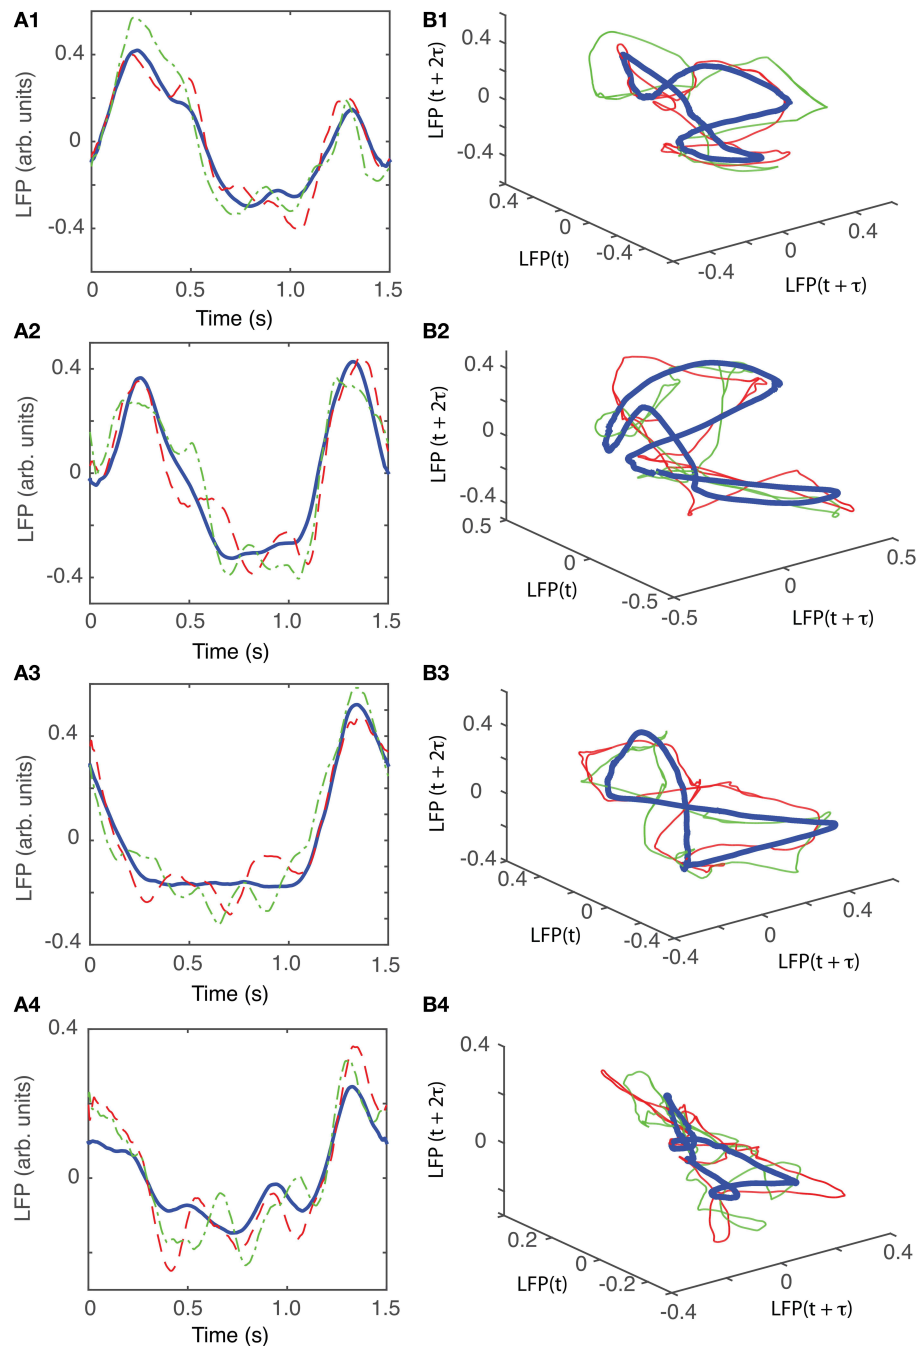 A1
LFP (arb. units)
0.4
0
-0.4
0 0.5 1.0 1.5
Time (s)
B1
LFP (t + 2τ)
0.4
0
-0.4
0.4 0 -0.4
LFP(t)
-0.4 0 0.4
LFP(t + τ)
A2
LFP (arb. units)
0.4
0
-0.4
0 0.5 1.0 1.5
Time (s)
B2
LFP (t + 2τ)
0.4
0
-0.4
0.5 0 -0.5
LFP(t)
-0.5 0 0.5
LFP(t + τ)
A3
LFP (arb. units)
0.4
0
-0.4
0 0.5 1.0 1.5
Time (s)
B3
LFP (t + 2τ)
0.4
0
-0.4
0.4 0 -0.4
LFP(t)
-0.4 0 0.4
LFP(t + τ)
A4
LFP (arb. units)
0.4
0
0 0.5 1.0 1.5
Time (s)
B4
LFP (t + 2τ)
0.4
0
0.2 0 -0.2
LFP(t)
-0.4 0 0.4
LFP(t + τ)